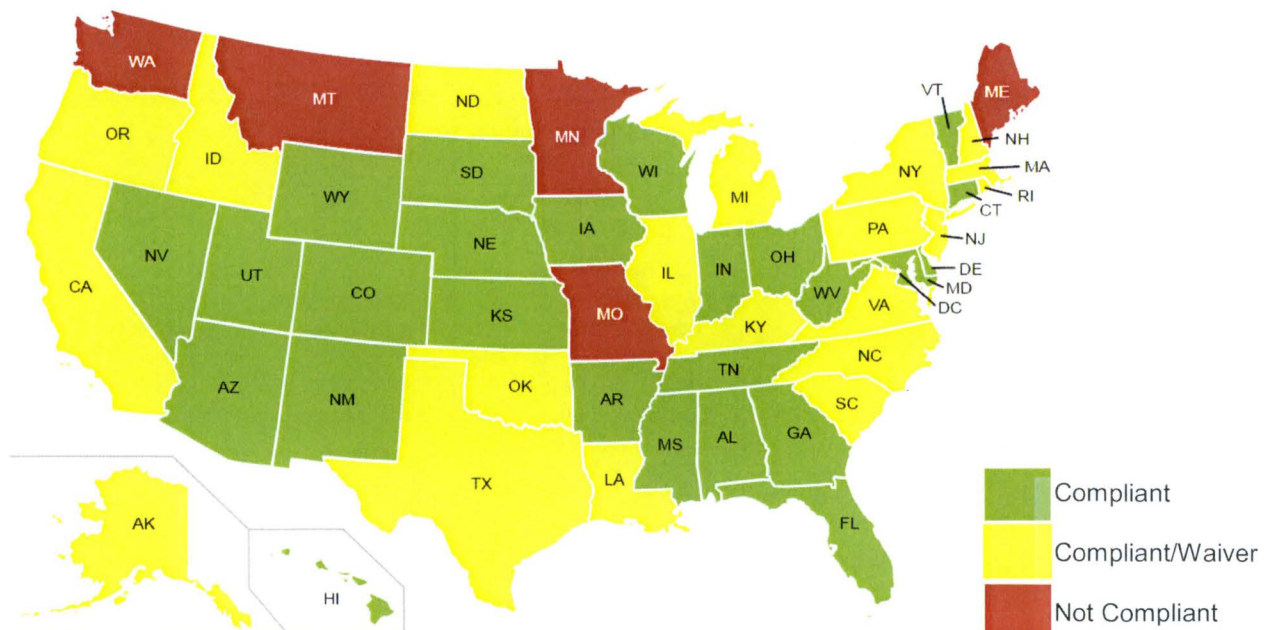 WA
MT
ND
MN
ME
VT
OR
ID
SD
WI
NH
MA
NY
MI
WY
RI
CT
IA
NE
PA
NJ
NV
UT
CO
IL
IN
OH
DE
MD
DC
CA
KS
MO
WV
VA
KY
NC
TN
AZ
NM
OK
AR
SC
MS
AL
GA
TX
LA
FL
AK
HI
Compliant
Compliant/Waiver
Not Compliant